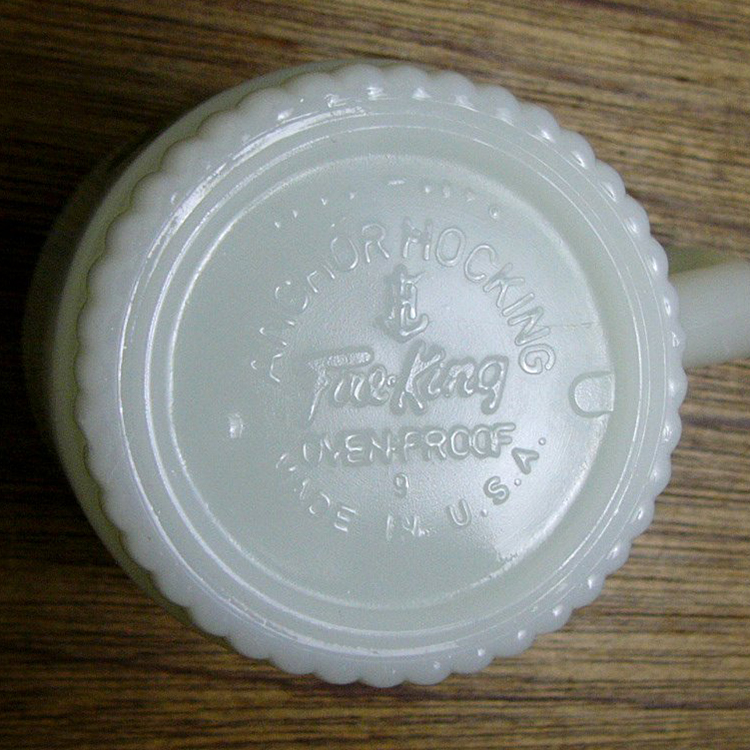 ANCHOR HOCKING
Fire-King
OVEN-PROOF
9
MADE IN U.S.A.